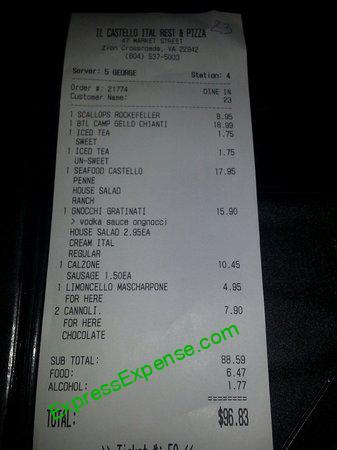 23
IL CASTELLO ITAL REST & PIZZA
47 MARKET STREET
Zion Crossroads, VA 22942
(804) 537-5003
Server: 5 GEORGE Station: 4
Order #: 21774 DINE IN
Customer Name: 23
1 SCALLOPS ROCKEFELLER 8.95
1 BTL CAMP GELLO CHIANTI 18.99
1 ICED TEA 1.75
SWEET
1 ICED TEA 1.75
UN-SWEET
1 SEAFOOD CASTELLO 17.95
PENNE
HOUSE SALAD
RANCH
1 GNOCCHI GRATINATI 15.90
> vodka sauce ongnocci
HOUSE SALAD 2.95EA
CREAM ITAL
REGULAR
1 CALZONE 10.45
SAUSAGE 1.50EA
1 LIMONCELLO MASCHARPONE 4.95
FOR HERE
2 CANNOLI. 7.90
FOR HERE
CHOCOLATE
SUB TOTAL: 88.59
FOOD: 6.47
ALCOHOL: 1.77
========
TOTAL: $96.83
>> Ticket #: 50 <<
ExpressExpense.com